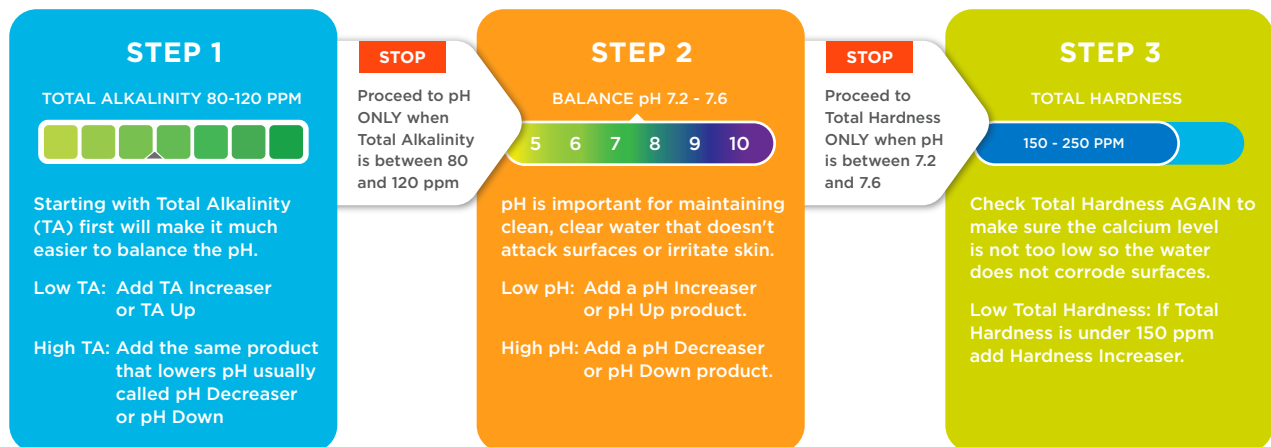 STEP 1
TOTAL ALKALINITY 80-120 PPM
Starting with Total Alkalinity
(TA) first will make it much
easier to balance the pH.
Low TA: Add TA Increaser
or TA Up
High TA: Add the same product
that lowers pH usually
called pH Decreaser
or pH Down
STOP
Proceed to pH
ONLY when
Total Alkalinity
is between 80
and 120 ppm
STEP 2
BALANCE pH 7.2 - 7.6
5 6 7 8 9 10
pH is important for maintaining
clean, clear water that doesn't
attack surfaces or irritate skin.
Low pH: Add a pH Increaser
or pH Up product.
High pH: Add a pH Decreaser
or pH Down product.
STOP
Proceed to
Total Hardness
ONLY when pH
is between 7.2
and 7.6
STEP 3
TOTAL HARDNESS
150 - 250 PPM
Check Total Hardness AGAIN to
make sure the calcium level
is not too low so the water
does not corrode surfaces.
Low Total Hardness: If Total
Hardness is under 150 ppm
add Hardness Increaser.